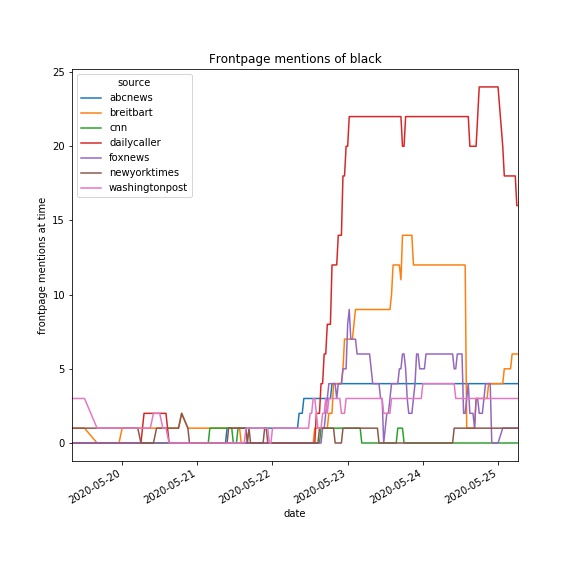 Frontpage mentions of black
source
abcnews
breitbart
cnn
dailycaller
foxnews
newyorktimes
washingtonpost
25
20
15
10
5
0
frontpage mentions at time
2020-05-20
2020-05-21
2020-05-22
2020-05-23
2020-05-24
2020-05-25
date